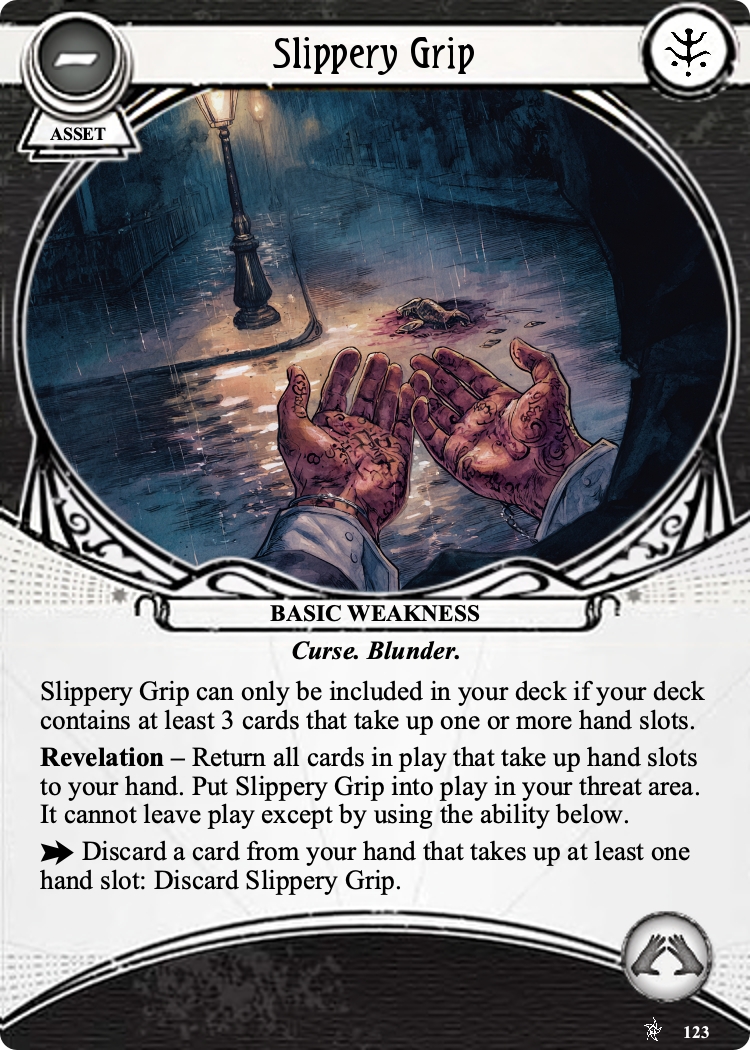 –
Slippery Grip
ASSET
BASIC WEAKNESS
Curse. Blunder.
Slippery Grip can only be included in your deck if your deck
contains at least 3 cards that take up one or more hand slots.
Revelation – Return all cards in play that take up hand slots
to your hand. Put Slippery Grip into play in your threat area.
It cannot leave play except by using the ability below.
Discard a card from your hand that takes up at least one
hand slot: Discard Slippery Grip.
123